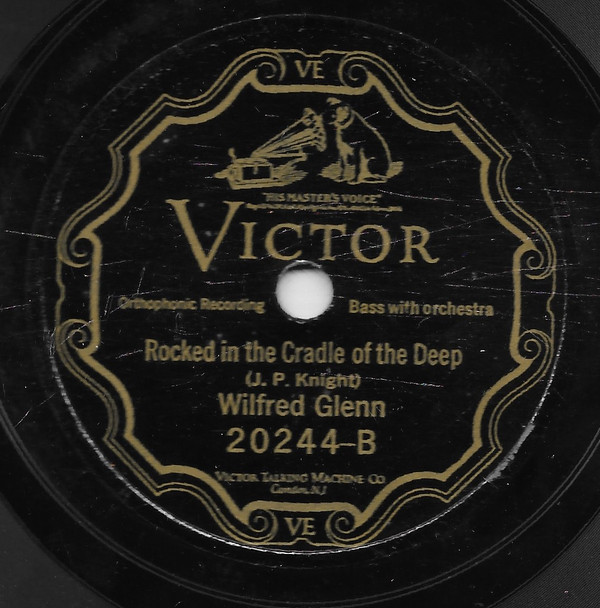 VE
"HIS MASTER'S VOICE"
VICTOR
Orthophonic Recording Bass with orchestra
Rocked in the Cradle of the Deep
(J. P. Knight)
Wilfred Glenn
20244-B
VICTOR TALKING MACHINE CO
Camden, N.J.
VE